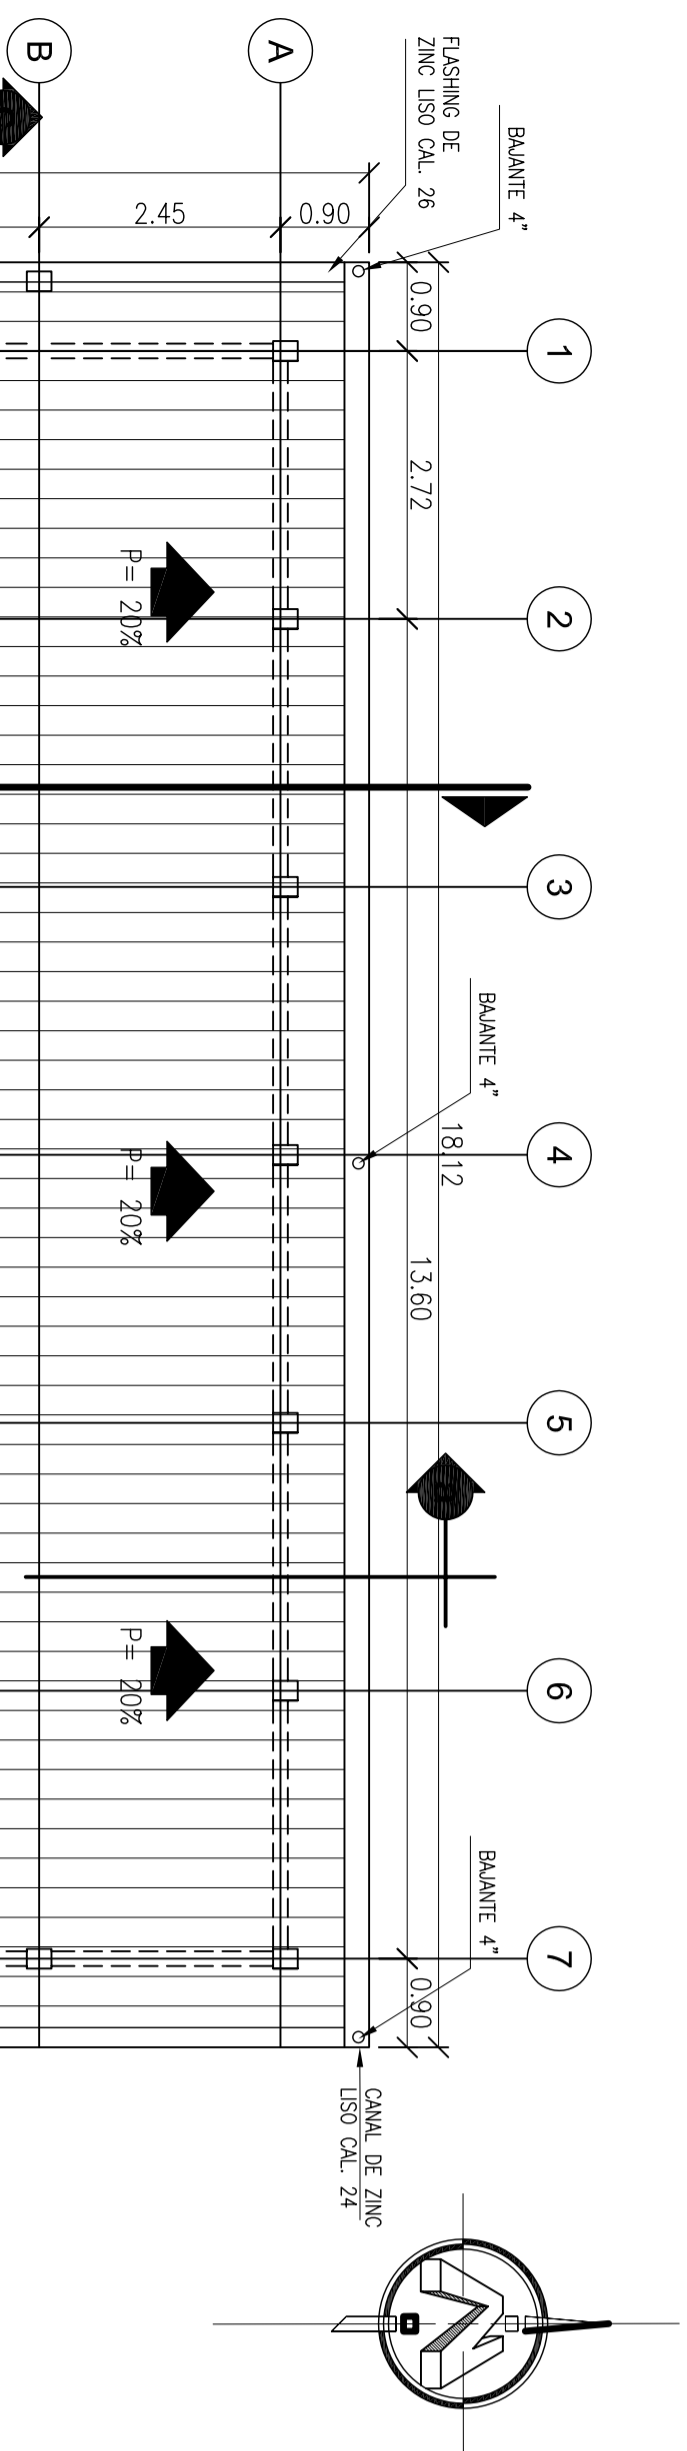 1
2
3
4
5
6
7
BAJANTE 4"
BAJANTE 4"
BAJANTE 4"
18.12
0.90
2.72
13.60
0.90
FLASHING DE
ZINC LISO CAL. 26
CANAL DE ZINC
LISO CAL. 24
0.90
A
2.45
P= 20%
P= 20%
P= 20%
B
N